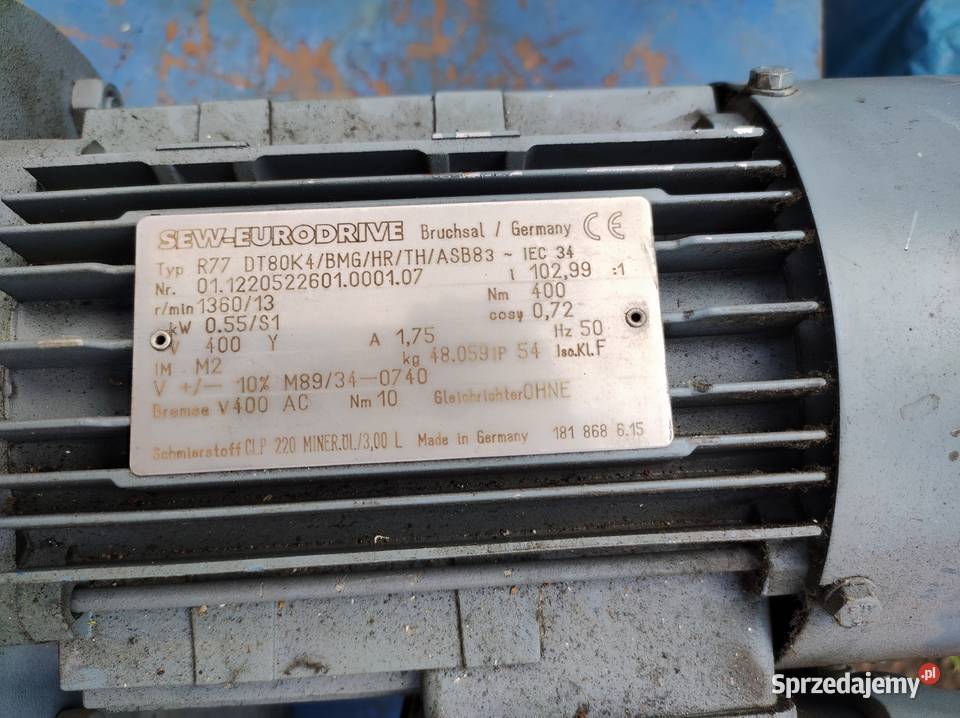 SEW-EURODRIVE Bruchsal / Germany CE
Typ R77 DT80K4/BMG/HR/TH/ASB83 ~ IEC 34
Nr. 01.1220522601.0001.07 i 102,99 :1
r/min 1360/13 Nm 400
kW 0.55/S1 cosφ 0,72
V 400 Y A 1,75 Hz 50
IM M2 kg 48.059 IP 54 Iso.Kl. F
V +/- 10% M89/34-0740
Bremse V 400 AC Nm 10 Gleichrichter OHNE
Schmierstoff CLP 220 MINER.ÖL/3,00 L Made in Germany 181 868 6.15
Sprzedajemy.pl